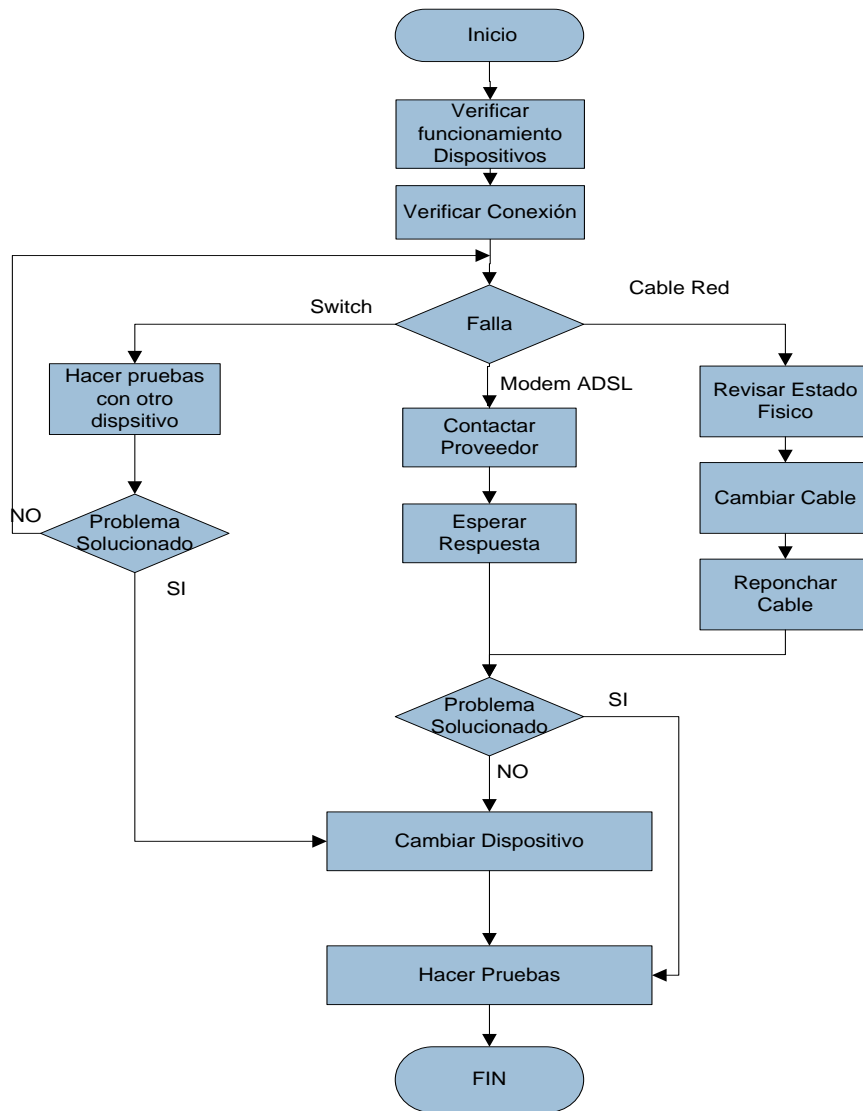 Inicio
Verificar
funcionamiento
Dispositivos
Verificar Conexión
Falla
Switch
Cable Red
Modem ADSL
Hacer pruebas
con otro
dispsitivo
Problema
Solucionado
NO
SI
Contactar
Proveedor
Esperar
Respuesta
Revisar Estado
Fisico
Cambiar Cable
Reponchar
Cable
Problema
Solucionado
SI
NO
Cambiar Dispositivo
Hacer Pruebas
FIN